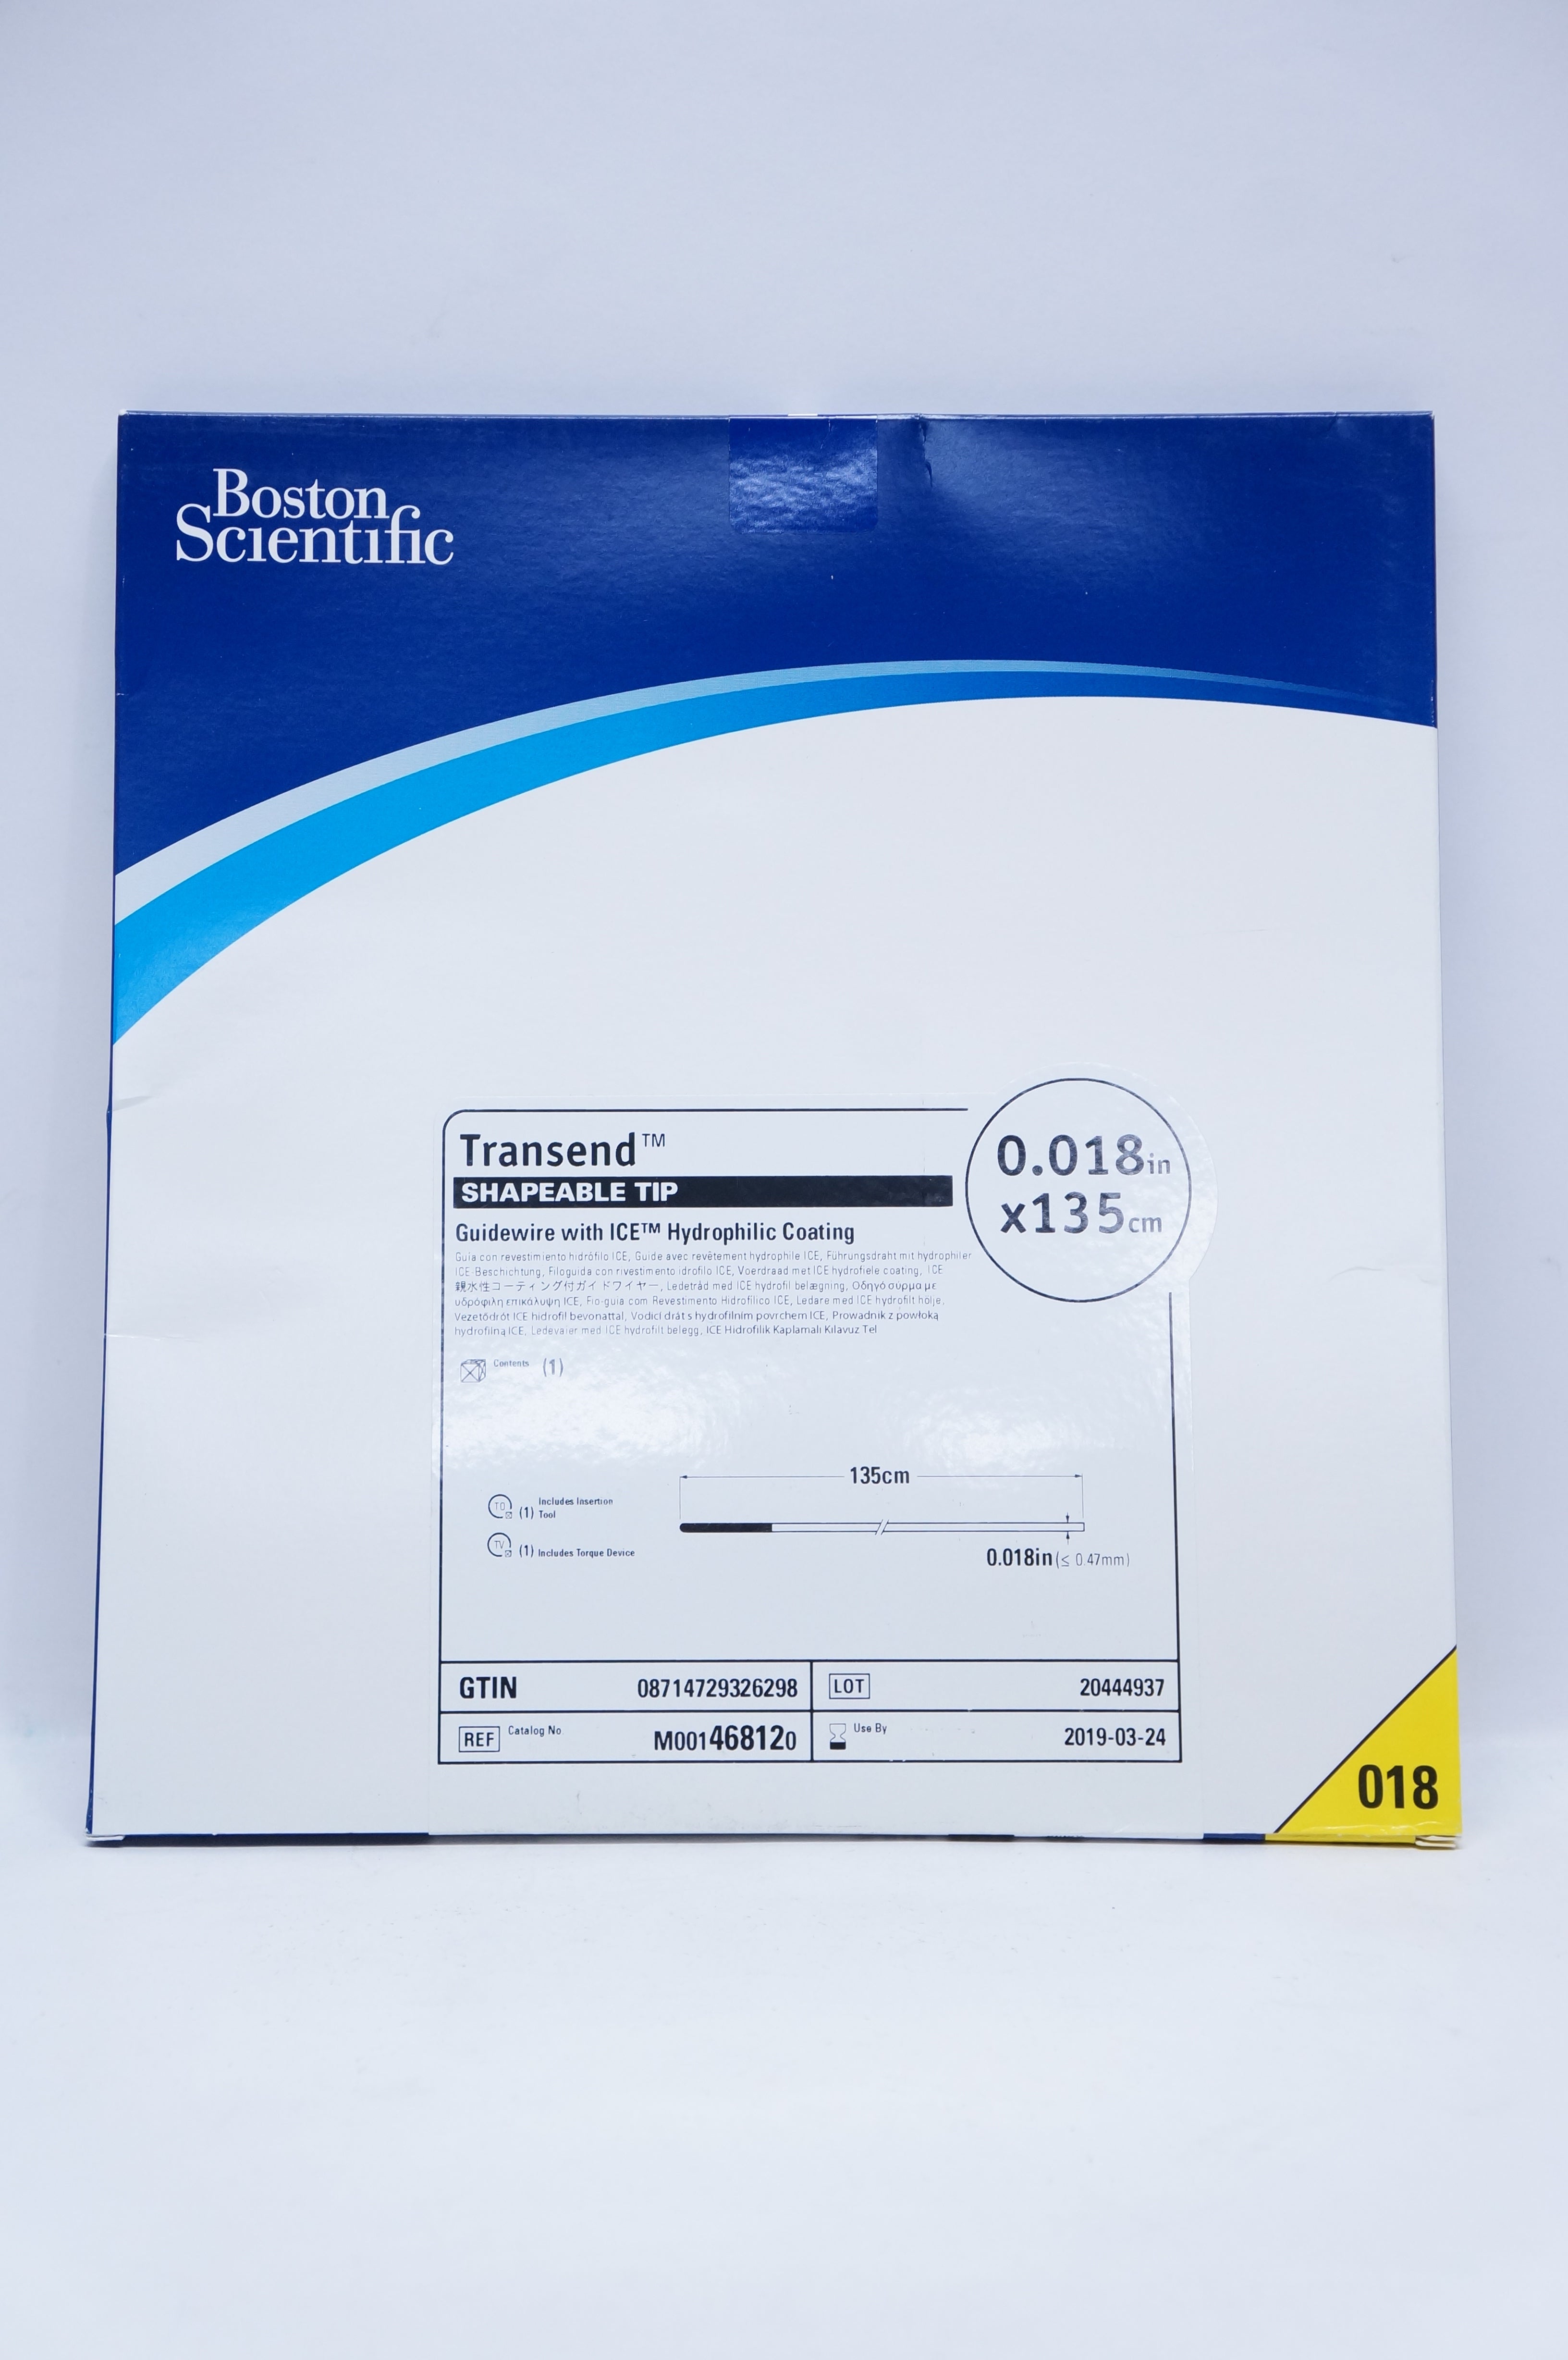 Boston
Scientific
Transend™
SHAPEABLE TIP
0.018in
x135cm
Guidewire with ICE™ Hydrophilic Coating
Guía con revestimiento hidrófilo ICE, Guide avec revêtement hydrophile ICE, Führungsdraht mit hydrophiler
ICE-Beschichtung, Filoguida con rivestimento idrofilo ICE, Voerdraad met ICE hydrofiele coating, ICE
親水性コーティング付ガイドワイヤー, Ledetråd med ICE hydrofil belægning, Οδηγό σύρμα με
υδρόφιλη επικάλυψη ICE, Fio-guia com Revestimento Hidrofílico ICE, Ledare med ICE hydrofilt hölje,
Vezetődrót ICE hidrofil bevonattal, Vodicí drát s hydrofilním povrchem ICE, Prowadnik z powłoką
hydrofilną ICE, Ledevaier med ICE hydrofilt belegg, ICE Hidrofilik Kaplamalı Kılavuz Tel
Contents (1)
135cm
TO (1) Includes Insertion
Tool
TV (1) Includes Torque Device
0.018in (≤ 0.47mm)
GTIN 08714729326298
LOT 20444937
REF Catalog No M001468120
Use By 2019-03-24
018